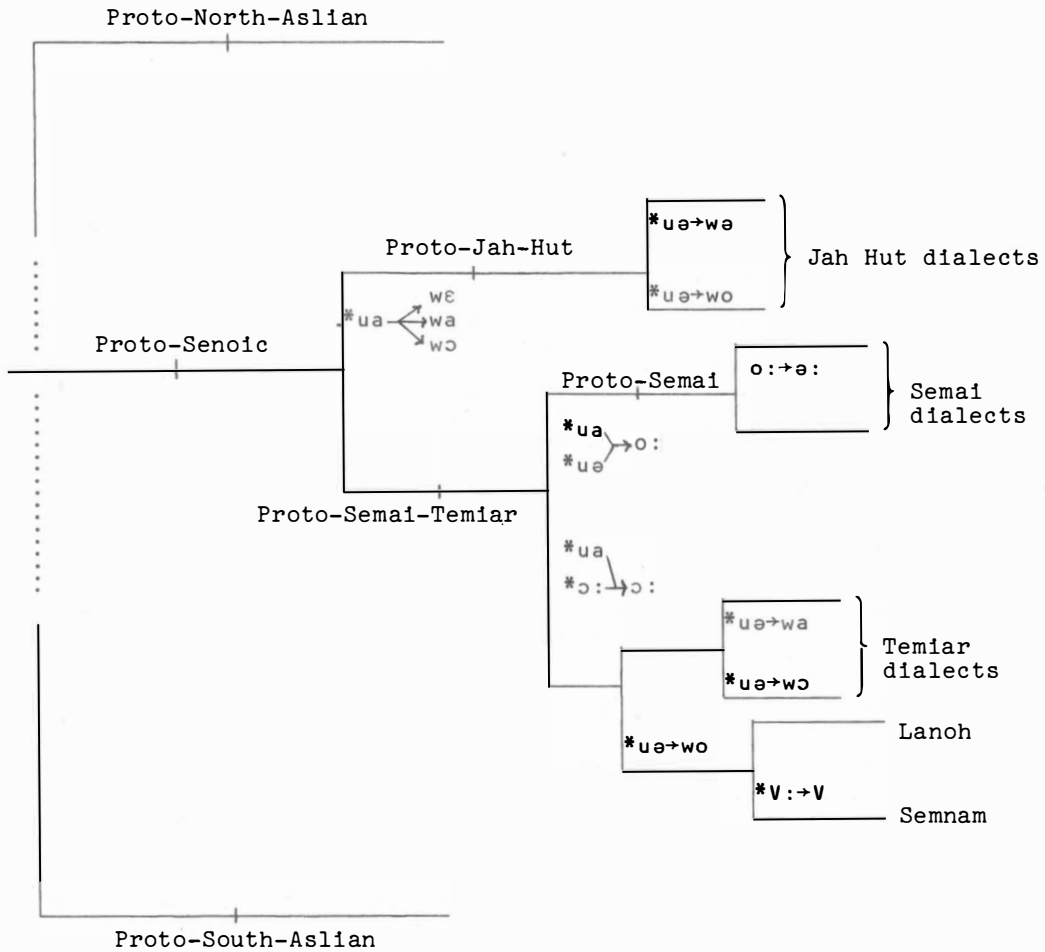 Proto-North-Aslian
*uə→wə
Proto-Jah-Hut
Jah Hut dialects
*uə→wo
wɛ
*ua→wa
wɔ
Proto-Senoic
o:→ə:
Proto-Semai
Semai
dialects
*ua
→o:
*uə
Proto-Semai-Temiar
*ua
*ɔ:→ɔ:
*uə→wa
Temiar
dialects
*uə→wɔ
Lanoh
*uə→wo
*V:→V
Semnam
Proto-South-Aslian